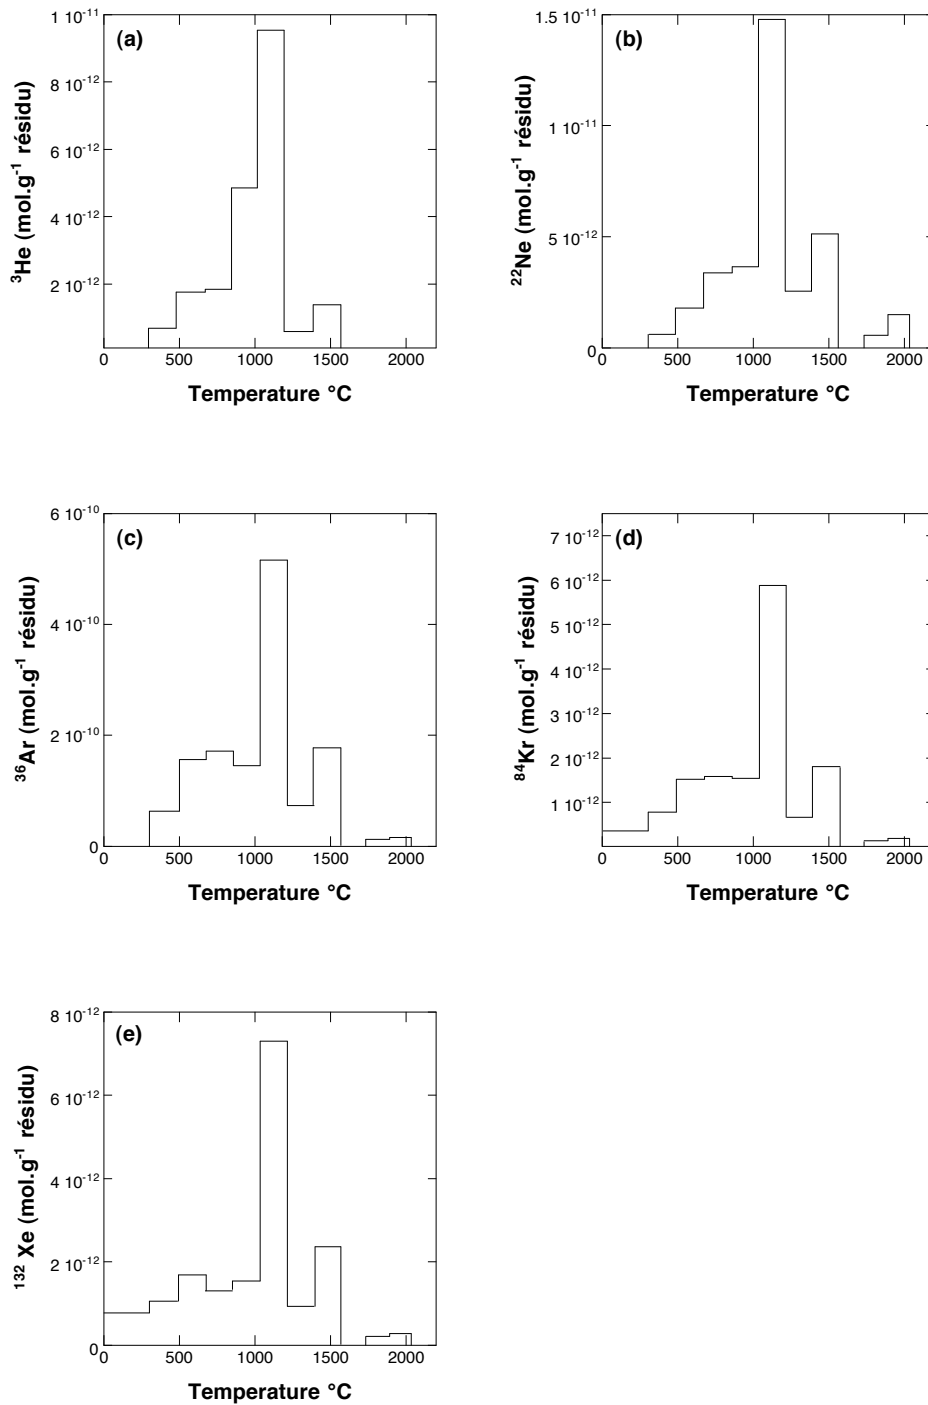 (a)
³He (mol.g⁻¹ résidu)
1 10⁻¹¹
8 10⁻¹²
6 10⁻¹²
4 10⁻¹²
2 10⁻¹²
0 500 1000 1500 2000
Temperature °C
(b)
²²Ne (mol.g⁻¹ résidu)
1.5 10⁻¹¹
1 10⁻¹¹
5 10⁻¹²
0
0 500 1000 1500 2000
Temperature °C
(c)
³⁶Ar (mol.g⁻¹ résidu)
6 10⁻¹⁰
4 10⁻¹⁰
2 10⁻¹⁰
0
0 500 1000 1500 2000
Temperature °C
(d)
⁸⁴Kr (mol.g⁻¹ résidu)
7 10⁻¹²
6 10⁻¹²
5 10⁻¹²
4 10⁻¹²
3 10⁻¹²
2 10⁻¹²
1 10⁻¹²
0 500 1000 1500 2000
Temperature °C
(e)
¹³² Xe (mol.g⁻¹ résidu)
8 10⁻¹²
6 10⁻¹²
4 10⁻¹²
2 10⁻¹²
0
0 500 1000 1500 2000
Temperature °C